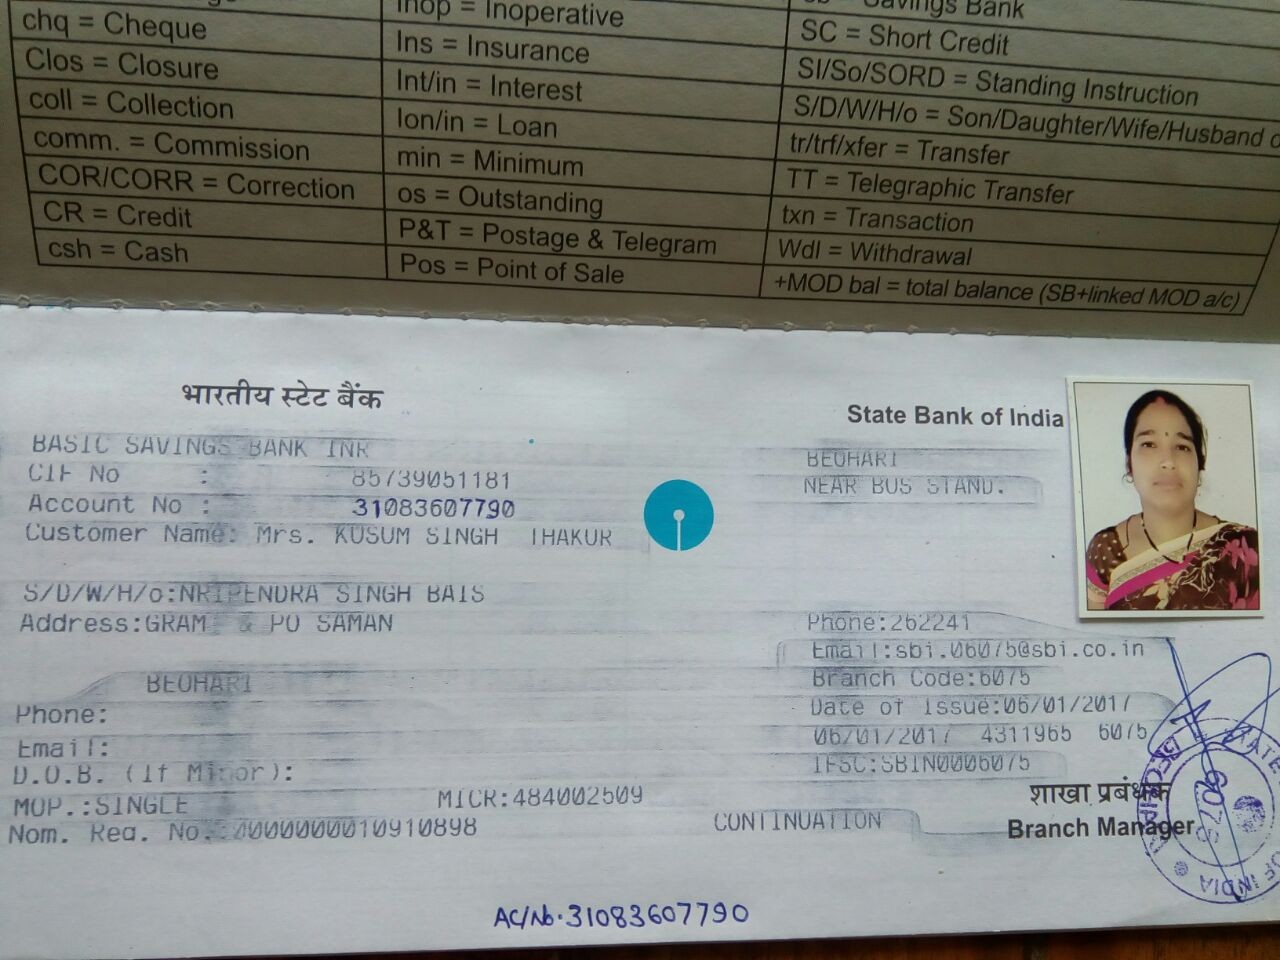 chq = Cheque
Clos = Closure
coll = Collection
comm. = Commission
COR/CORR = Correction
CR = Credit
csh = Cash
Inop = Inoperative
Ins = Insurance
Int/in = Interest
lon/in = Loan
min = Minimum
os = Outstanding
P&T = Postage & Telegram
Pos = Point of Sale
Savings Bank
SC = Short Credit
SI/So/SORD = Standing Instruction
S/D/W/H/o = Son/Daughter/Wife/Husband
tr/trf/xfer = Transfer
TT = Telegraphic Transfer
txn = Transaction
Wdl = Withdrawal
+MOD bal = total balance (SB+linked MOD a/c)
भारतीय स्टेट बैंक
State Bank of India
BASIC SAVINGS BANK INR
CIF No : 85739051181
Account No : 31083607790
Customer Name: Mrs. KUSUM SINGH THAKUR
S/D/W/H/o:NRIPENDRA SINGH BAIS
Address:GRAM & PO SAMAN
BEOHARI
Phone:
Email:
D.O.B. (If Minor):
MOP.:SINGLE
MICR:484002509
Nom. Reg. No.:0000000010910898
BEOHARI
NEAR BUS STAND.
Phone:262241
Email:sbi.06075@sbi.co.in
Branch Code:6075
Date of Issue:06/01/2017
06/01/2017 4311965 6075
IFSC:SBIN0006075
CONTINUATION
शाखा प्रबंधक
Branch Manager
STATE
OF INDIA
A/C/No. 31083607790